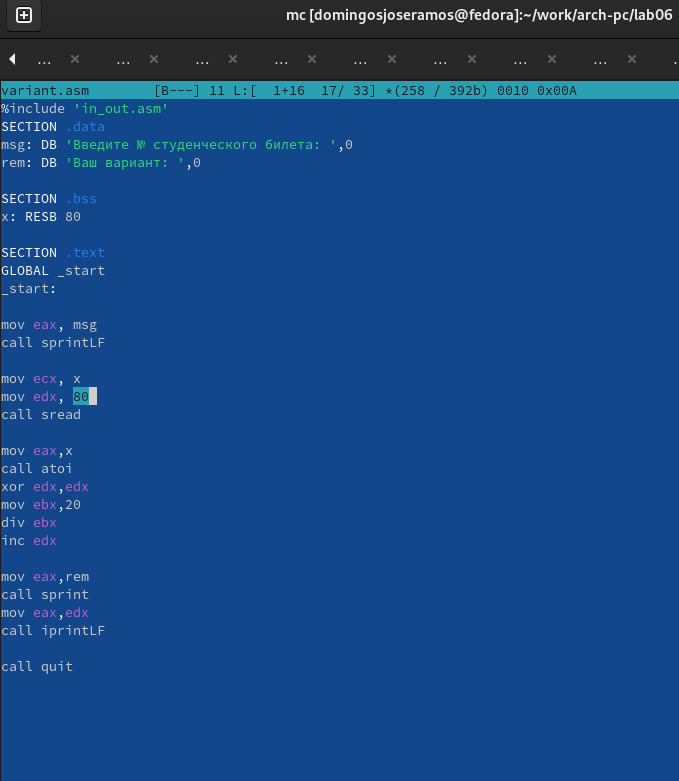 mc [domingosjoseramos@fedora]:~/work/arch-pc/lab06
... × ... × ... × ... × ... × ... × ... × ... × ...
variant.asm [B---] 11 L:[ 1+16 17/ 33] *(258 / 392b) 0010 0x00A
%include 'in_out.asm'
SECTION .data
msg: DB 'Введите № студенческого билета: ',0
rem: DB 'Ваш вариант: ',0
SECTION .bss
x: RESB 80
SECTION .text
GLOBAL _start
_start:
mov eax, msg
call sprintLF
mov ecx, x
mov edx, 80
call sread
mov eax,x
call atoi
xor edx,edx
mov ebx,20
div ebx
inc edx
mov eax,rem
call sprint
mov eax,edx
call iprintLF
call quit